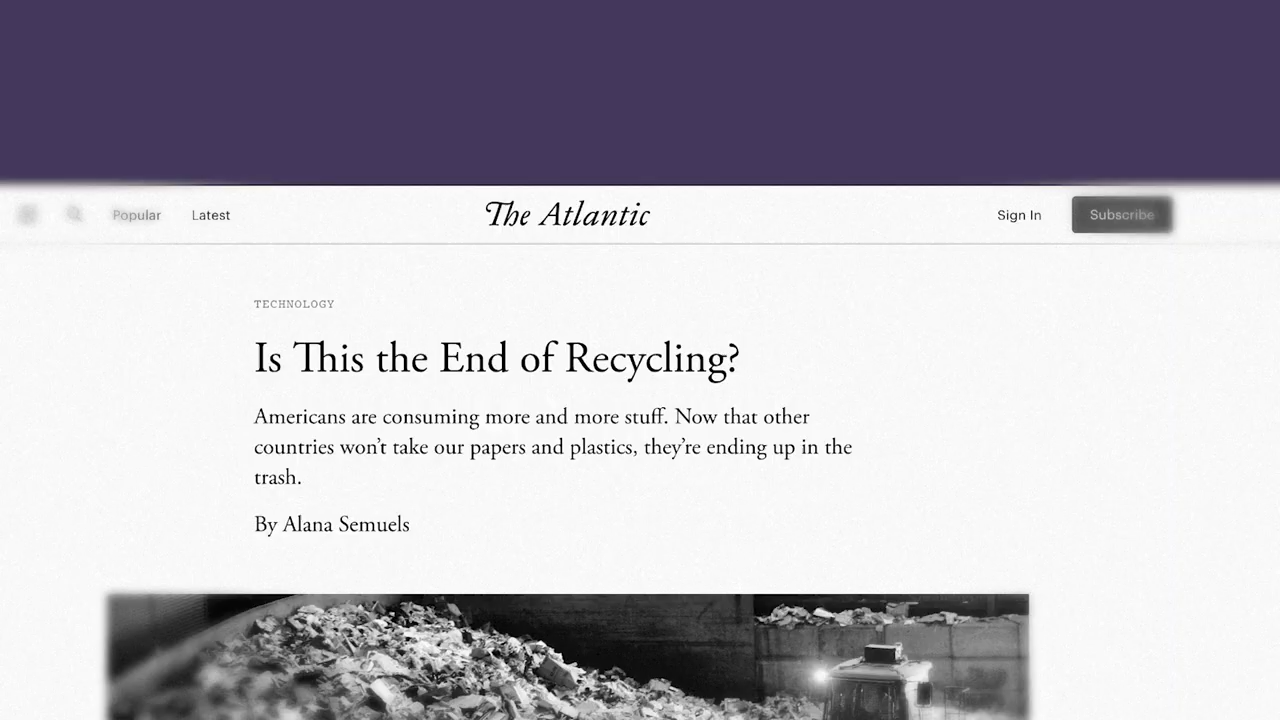 Popular Latest The Atlantic Sign In Subscribe
TECHNOLOGY
Is This the End of Recycling?
Americans are consuming more and more stuff. Now that other
countries won't take our papers and plastics, they're ending up in the
trash.
By Alana Semuels